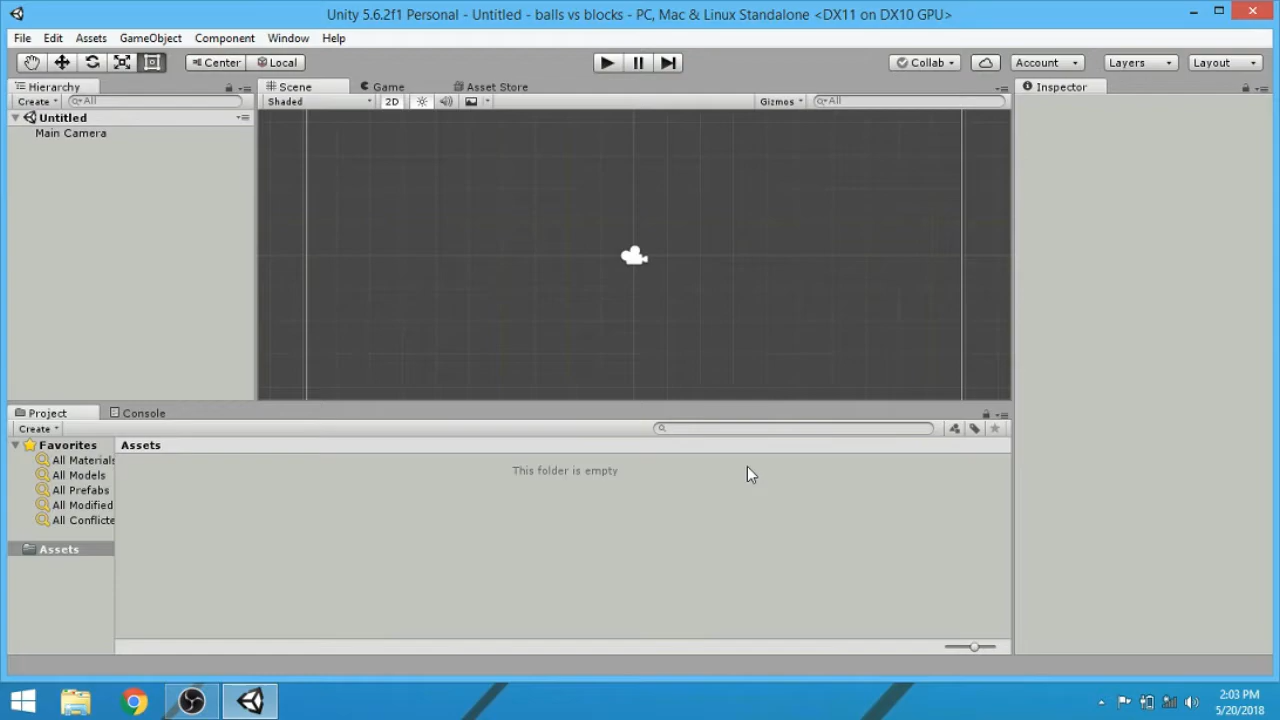 Unity 5.6.2f1 Personal - Untitled - balls vs blocks - PC, Mac & Linux Standalone <DX11 on DX10 GPU>
File Edit Assets GameObject Component Window Help
Center Local Collab Account Layers Layout
Hierarchy Scene Game Asset Store Inspector
Create All Shaded 2D Gizmos All
Untitled
Main Camera
Project Console
Create
Favorites Assets
All Materials
This folder is empty
All Models
All Prefabs
All Modified
All Conflicte
Assets
2:03 PM
5/20/2018